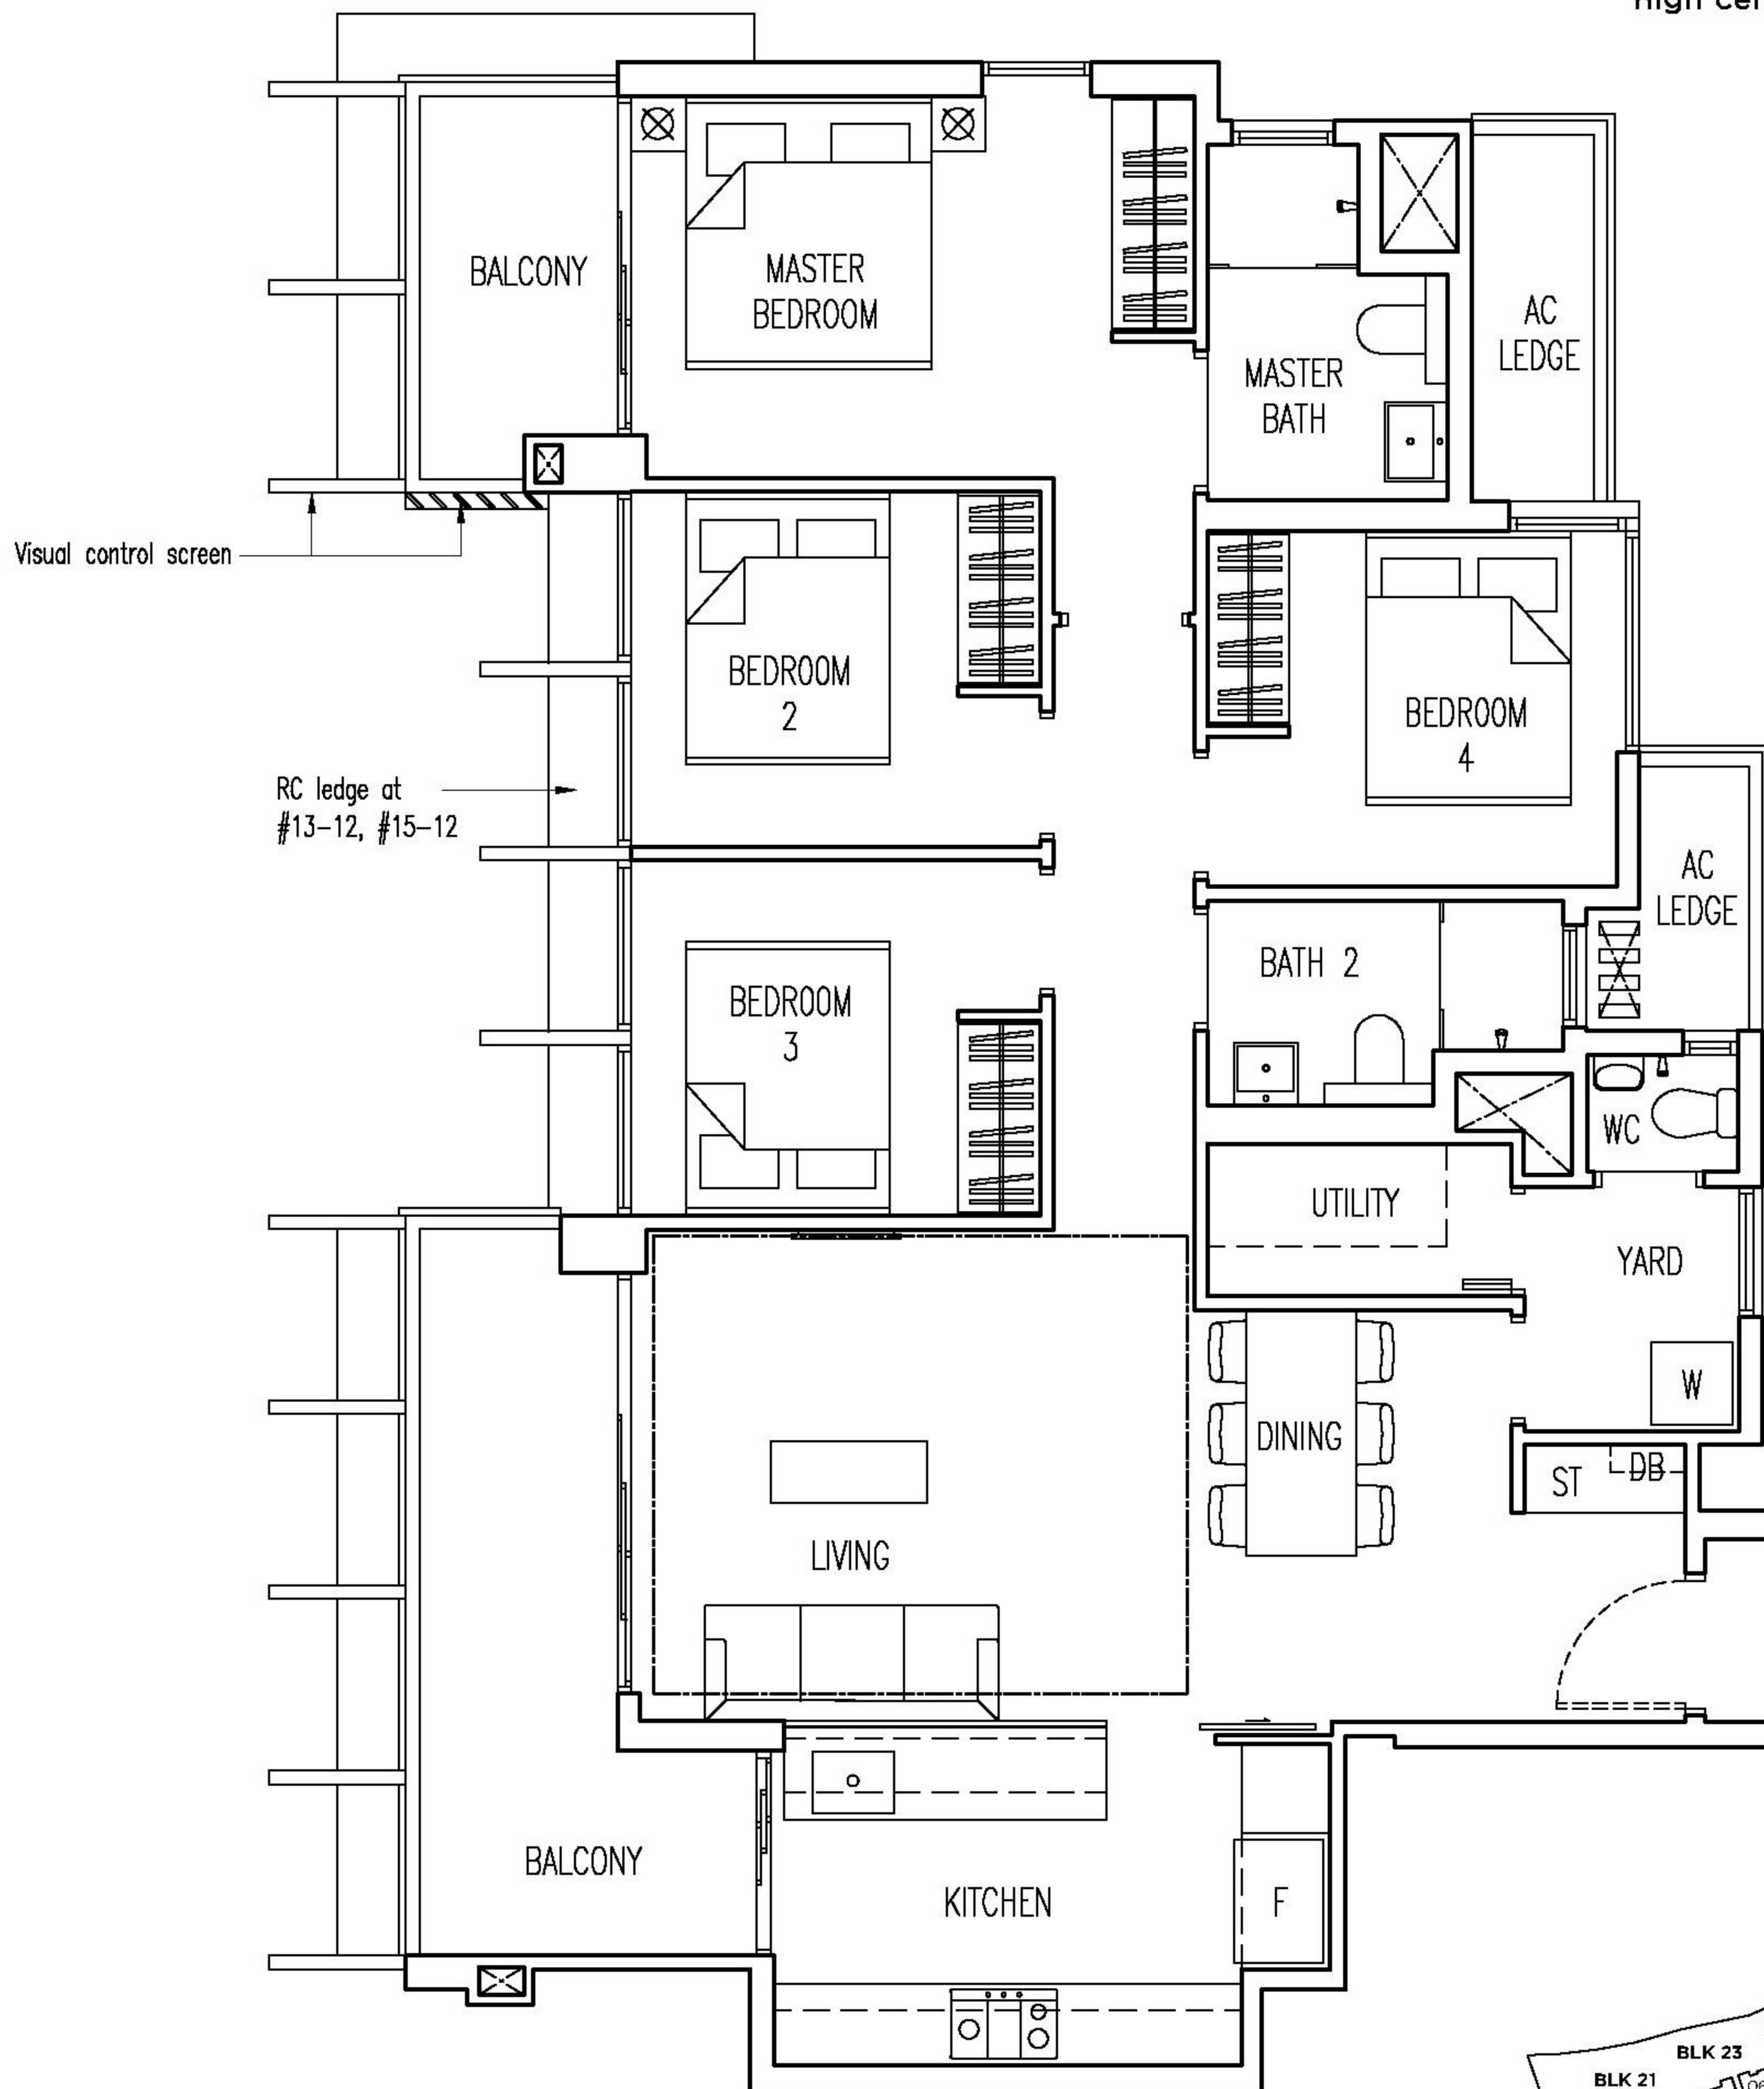 BALCONY
MASTER
BEDROOM
AC
LEDGE
MASTER
BATH
Visual control screen
BEDROOM
2
BEDROOM
4
RC ledge at
#13-12, #15-12
AC
LEDGE
BATH 2
BEDROOM
3
WC
UTILITY
YARD
W
DINING
ST
DB
LIVING
BALCONY
KITCHEN
F
BLK 23
BLK 21